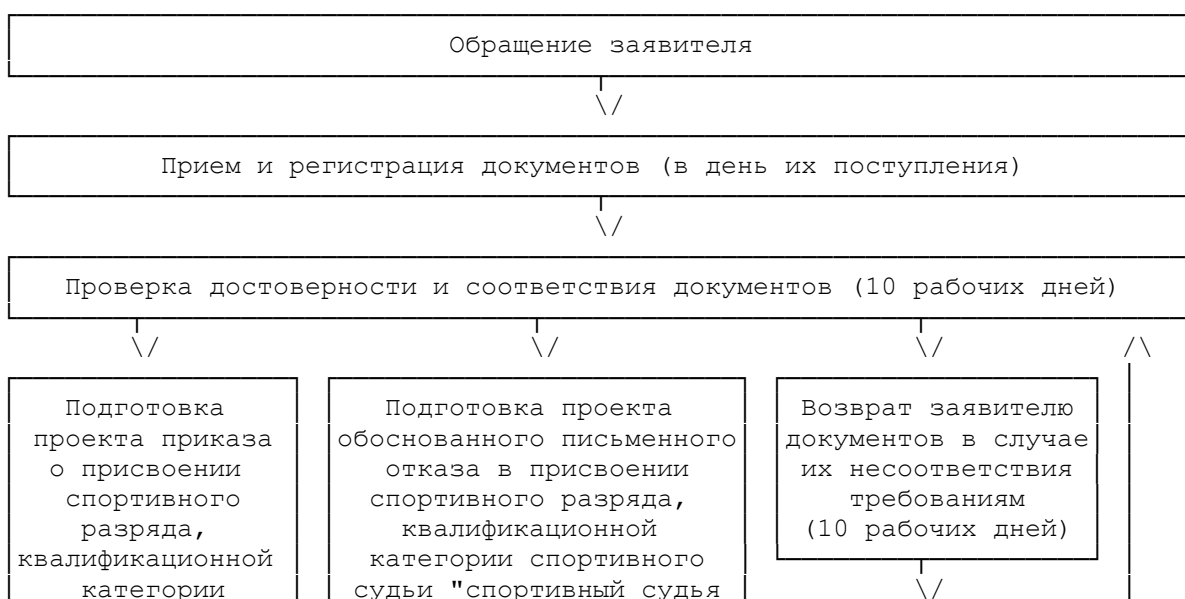 Обращение заявителя
\/
Прием и регистрация документов (в день их поступления)
\/
Проверка достоверности и соответствия документов (10 рабочих дней)
\/ \/ \/ /\
Подготовка
проекта приказа
о присвоении
спортивного
разряда,
квалификационной
категории
Подготовка проекта
обоснованного письменного
отказа в присвоении
спортивного разряда,
квалификационной
категории спортивного
судьи "спортивный судья
Возврат заявителю
документов в случае
их несоответствия
требованиям
(10 рабочих дней)
\/